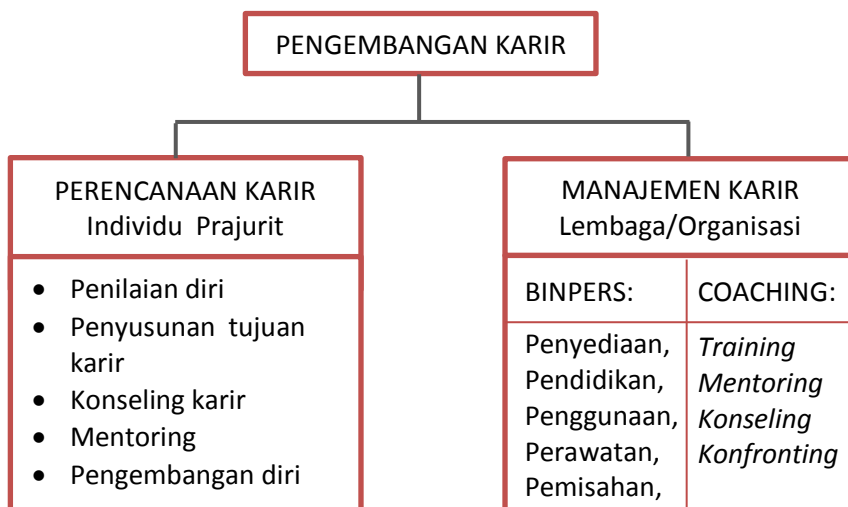 PENGEMBANGAN KARIR
PERENCANAAN KARIR
Individu Prajurit
• Penilaian diri
• Penyusunan tujuan
karir
• Konseling karir
• Mentoring
• Pengembangan diri
MANAJEMEN KARIR
Lembaga/Organisasi
BINPERS:
Penyediaan,
Pendidikan,
Penggunaan,
Perawatan,
Pemisahan,
COACHING:
Training
Mentoring
Konseling
Konfronting